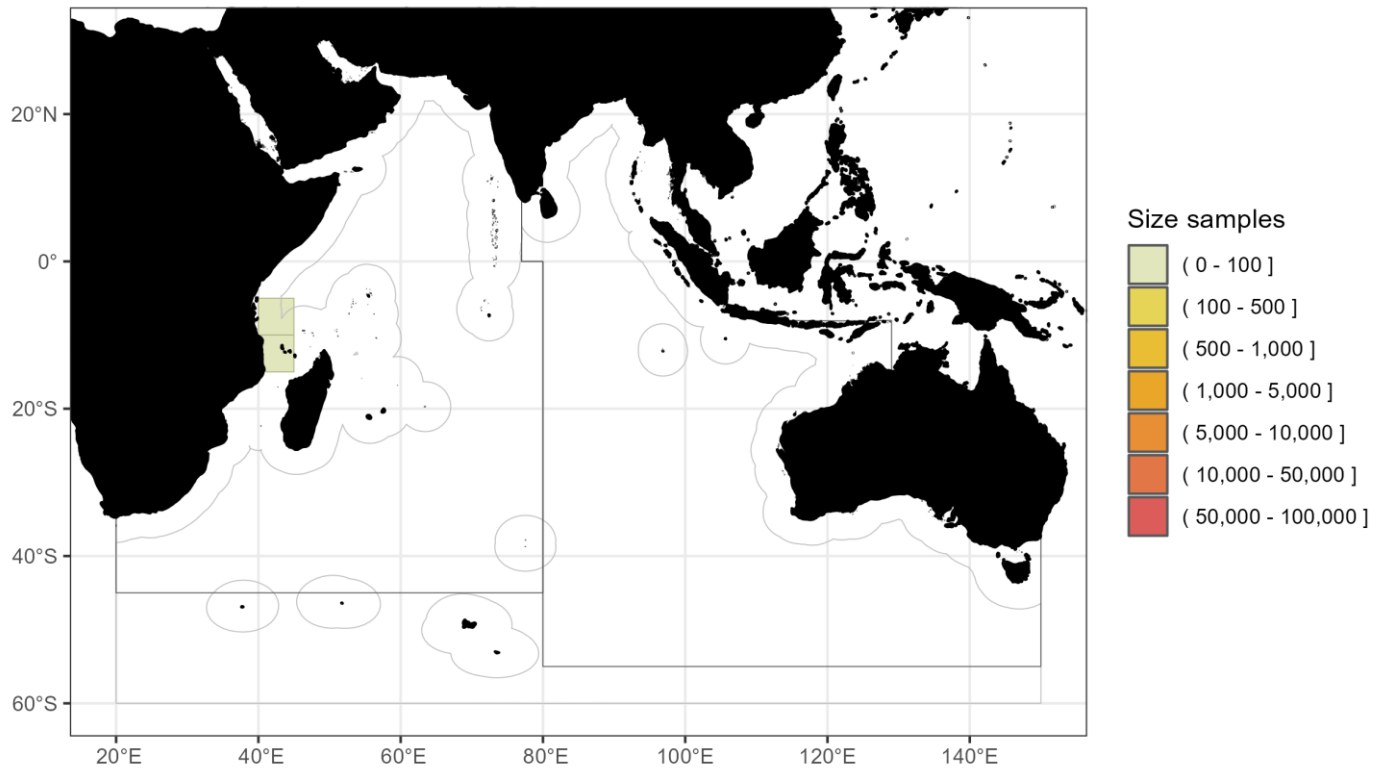 20°N
0°
20°S
40°S
60°S
20°E
40°E
60°E
80°E
100°E
120°E
140°E
Size samples
( 0 - 100 ]
( 100 - 500 ]
( 500 - 1,000 ]
( 1,000 - 5,000 ]
( 5,000 - 10,000 ]
( 10,000 - 50,000 ]
( 50,000 - 100,000 ]